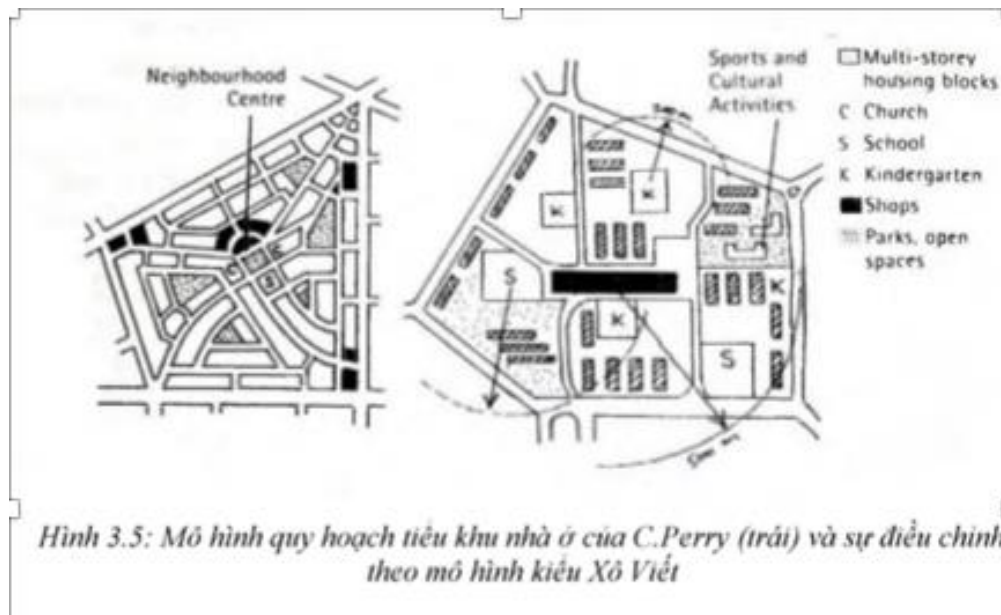 Neighbourhood
Centre
Sports and
Cultural
Activities
Multi-storey
housing blocks
C Church
S School
K Kindergarten
Shops
Parks, open
spaces
K
K
S
K
K
S
Hình 3.5: Mô hình quy hoạch tiểu khu nhà ở của C.Perry (trái) và sự điều chỉnh
theo mô hình kiểu Xô Viết